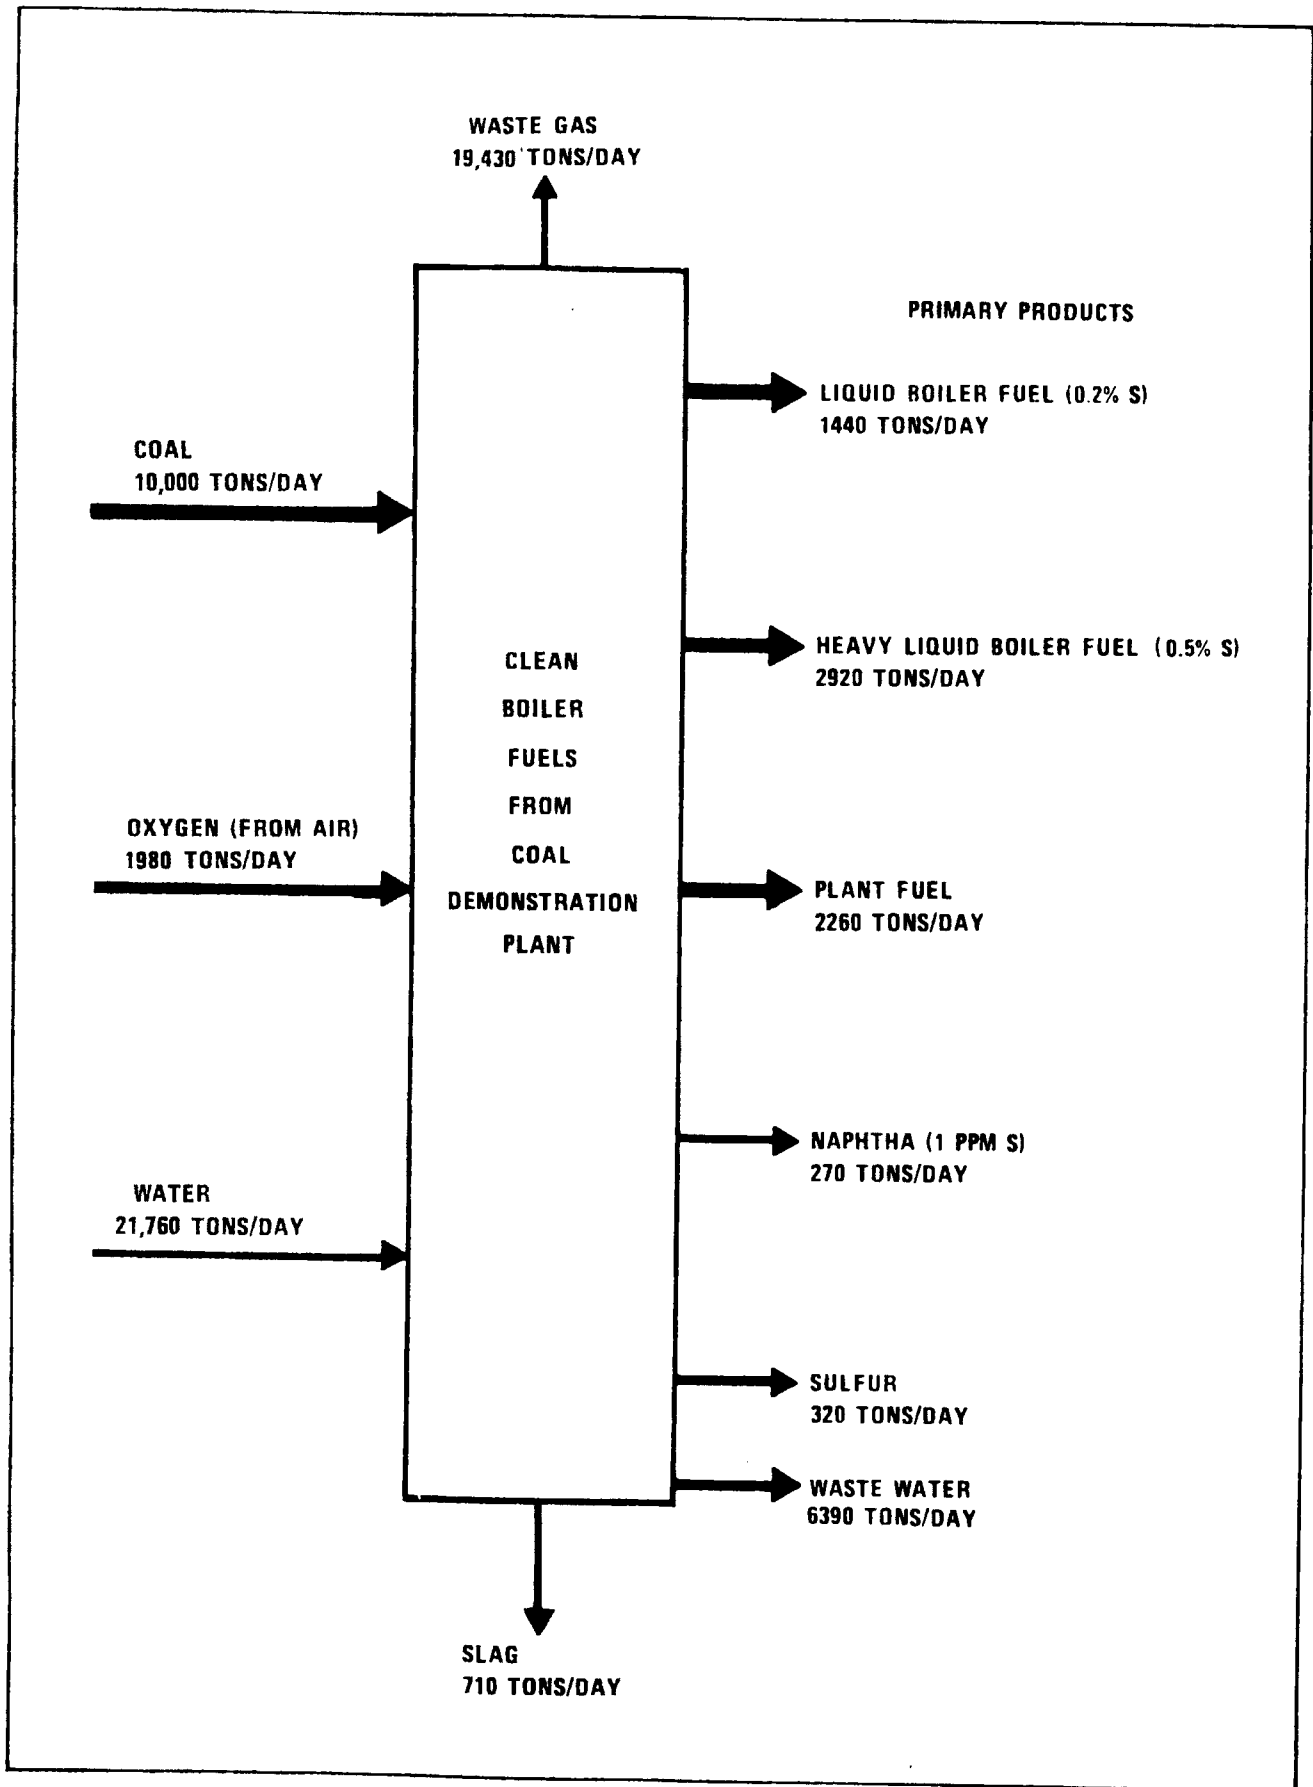 WASTE GAS
19,430 TONS/DAY
PRIMARY PRODUCTS
LIQUID BOILER FUEL (0.2% S)
1440 TONS/DAY
COAL
10,000 TONS/DAY
HEAVY LIQUID BOILER FUEL (0.5% S)
2920 TONS/DAY
CLEAN
BOILER
FUELS
FROM
COAL
DEMONSTRATION
PLANT
OXYGEN (FROM AIR)
1980 TONS/DAY
PLANT FUEL
2260 TONS/DAY
NAPHTHA (1 PPM S)
270 TONS/DAY
WATER
21,760 TONS/DAY
SULFUR
320 TONS/DAY
WASTE WATER
6390 TONS/DAY
SLAG
710 TONS/DAY